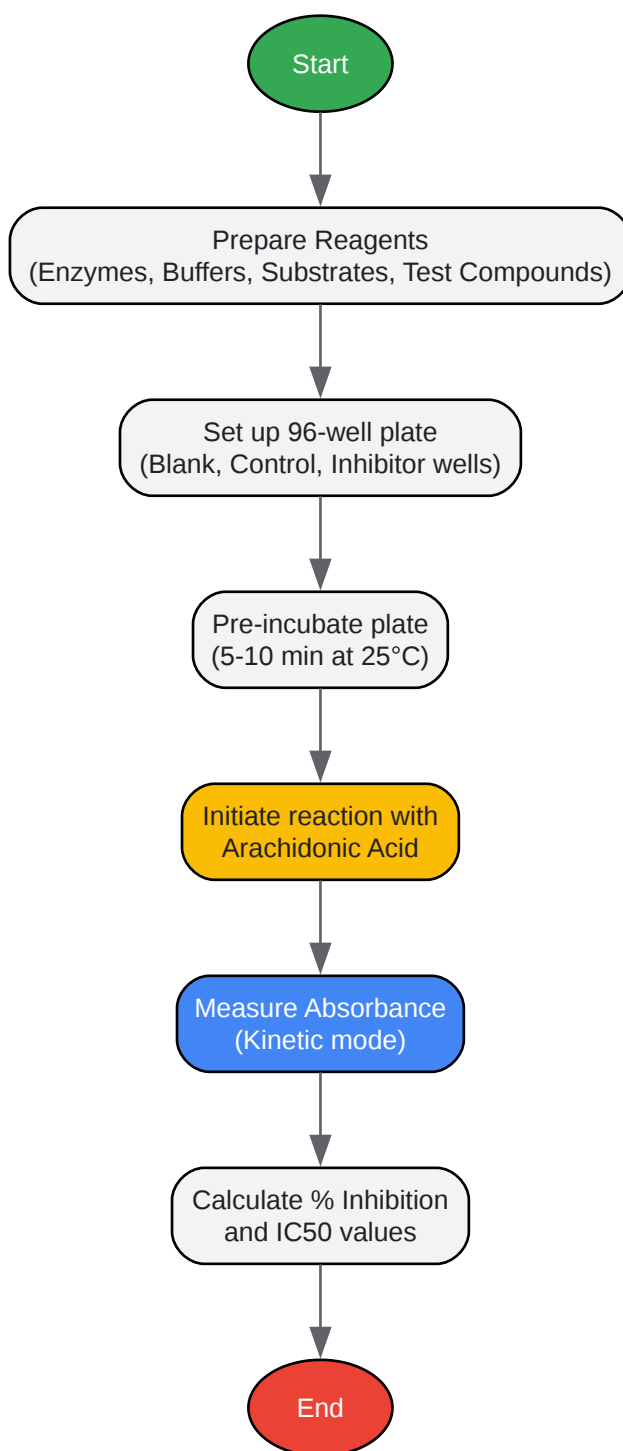 Start
Prepare Reagents
(Enzymes, Buffers, Substrates, Test Compounds)
Set up 96-well plate
(Blank, Control, Inhibitor wells)
Pre-incubate plate
(5-10 min at 25°C)
Initiate reaction with
Arachidonic Acid
Measure Absorbance
(Kinetic mode)
Calculate % Inhibition
and IC50 values
End